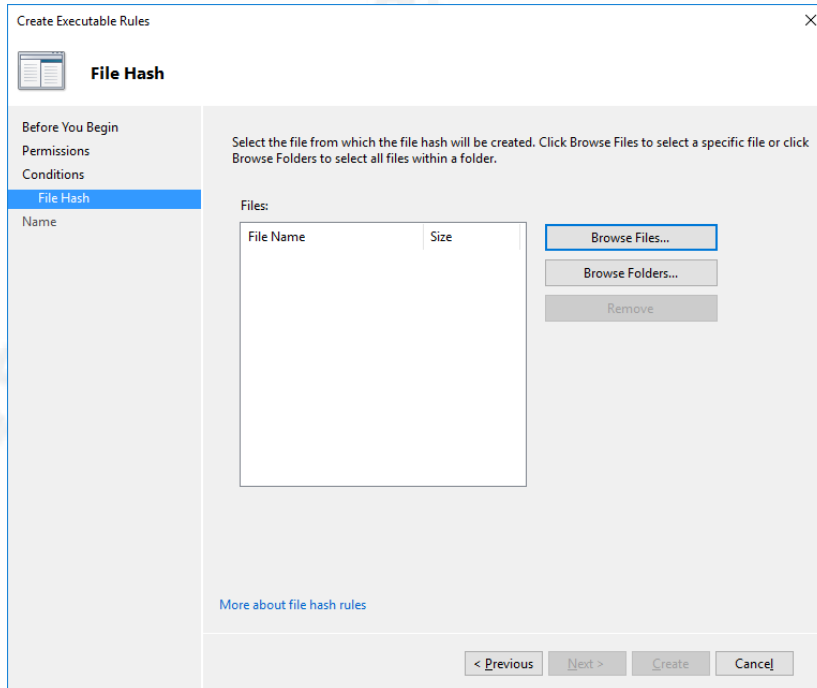 Create Executable Rules
File Hash
Before You Begin
Permissions
Conditions
File Hash
Name
Select the file from which the file hash will be created. Click Browse Files to select a specific file or click
Browse Folders to select all files within a folder.
Files:
File Name Size
Browse Files...
Browse Folders...
Remove
More about file hash rules
< Previous Next > Create Cancel